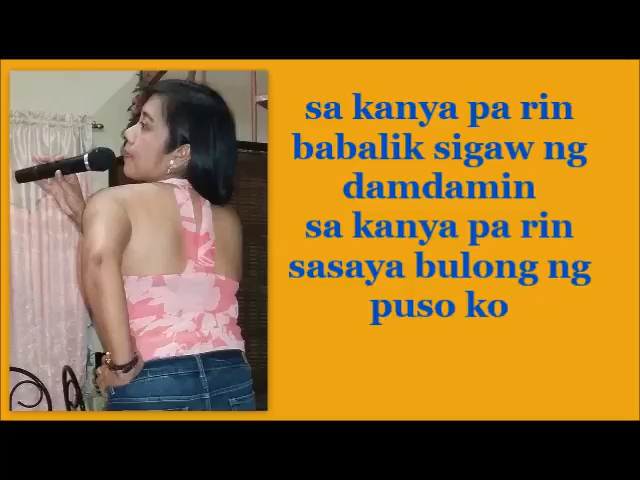 sa kanya pa rin
babalik sigaw ng
damdamin
sa kanya pa rin
sasaya bulong ng
puso ko